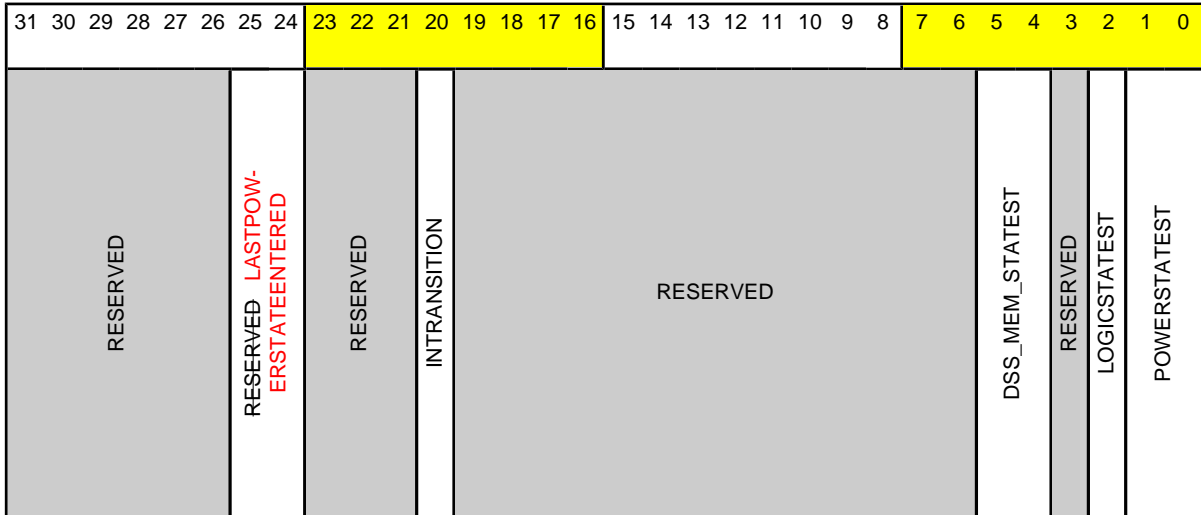 31 30 29 28 27 26 25 24 23 22 21 20 19 18 17 16 15 14 13 12 11 10 9 8 7 6 5 4 3 2 1 0
RESERVED
RESERVED LASTPOW-
ERSTATEENTERED
RESERVED
INTRANSITION
RESERVED
DSS_MEM_STATEST
RESERVED
LOGICSTATEST
POWERSTATEST